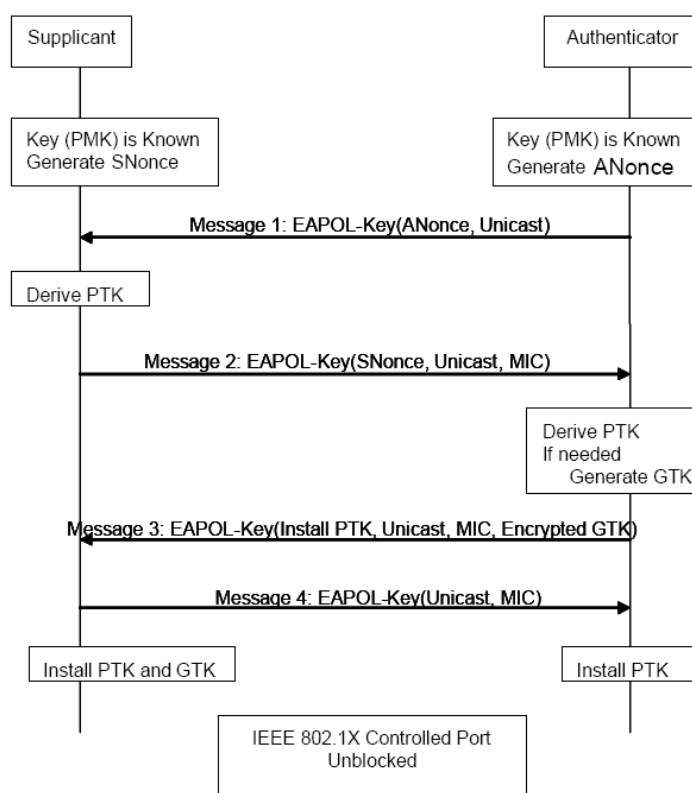 Supplicant
Authenticator
Key (PMK) is Known
Generate SNonce
Key (PMK) is Known
Generate ANonce
Message 1: EAPOL-Key(ANonce, Unicast)
Derive PTK
Message 2: EAPOL-Key(SNonce, Unicast, MIC)
Derive PTK
If needed
Generate GTK
Message 3: EAPOL-Key(Install PTK, Unicast, MIC, Encrypted GTK)
Message 4: EAPOL-Key(Unicast, MIC)
Install PTK and GTK
Install PTK
IEEE 802.1X Controlled Port
Unblocked